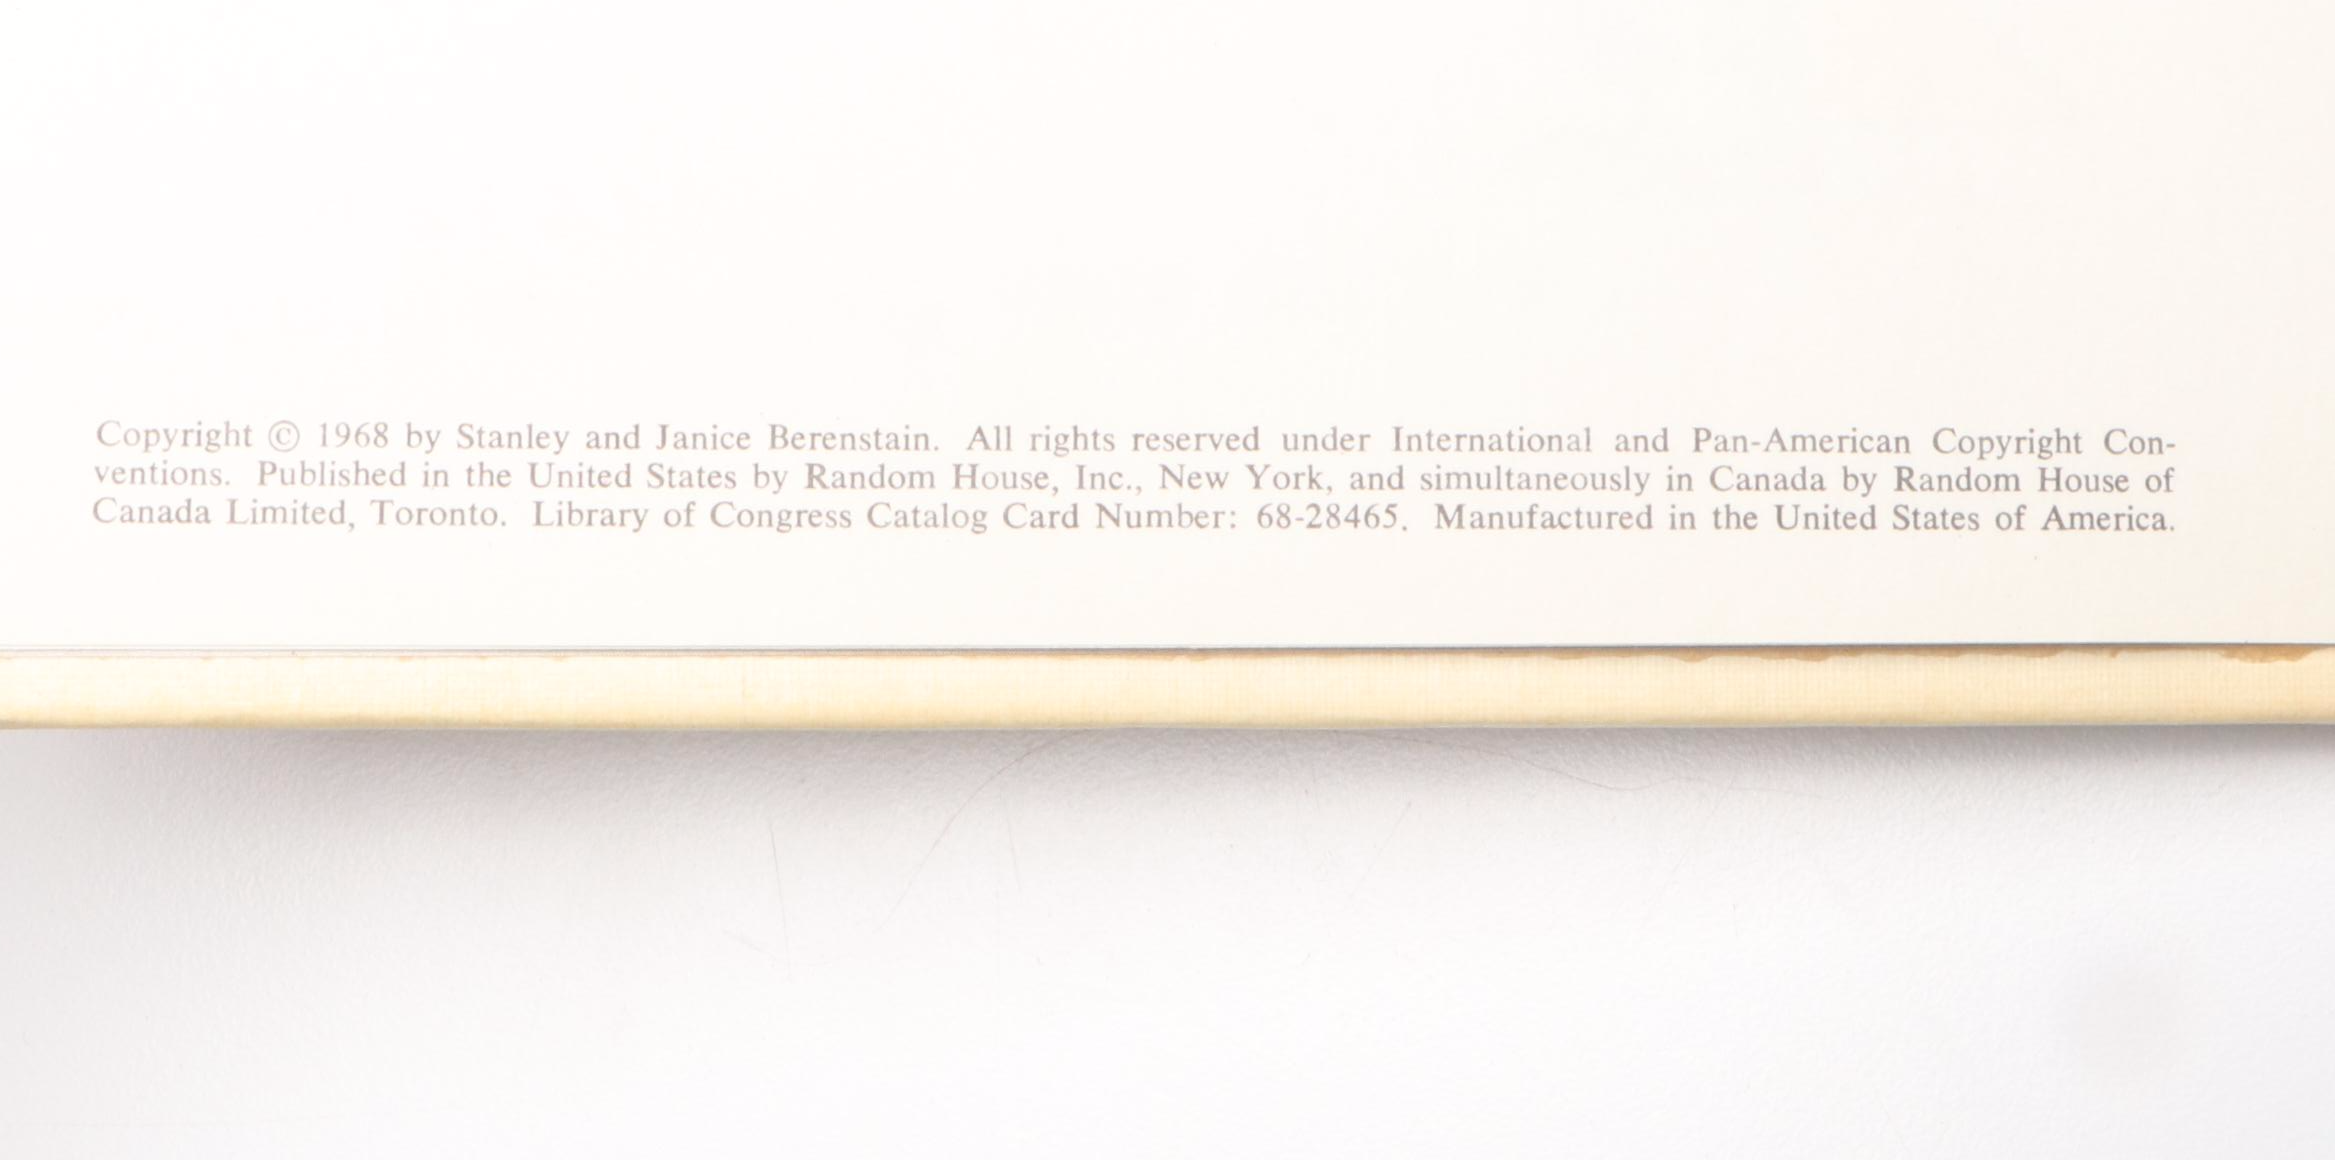 Copyright © 1968 by Stanley and Janice Berenstain. All rights reserved under International and Pan-American Copyright Con-
ventions. Published in the United States by Random House, Inc., New York, and simultaneously in Canada by Random House of
Canada Limited, Toronto. Library of Congress Catalog Card Number: 68-28465. Manufactured in the United States of America.